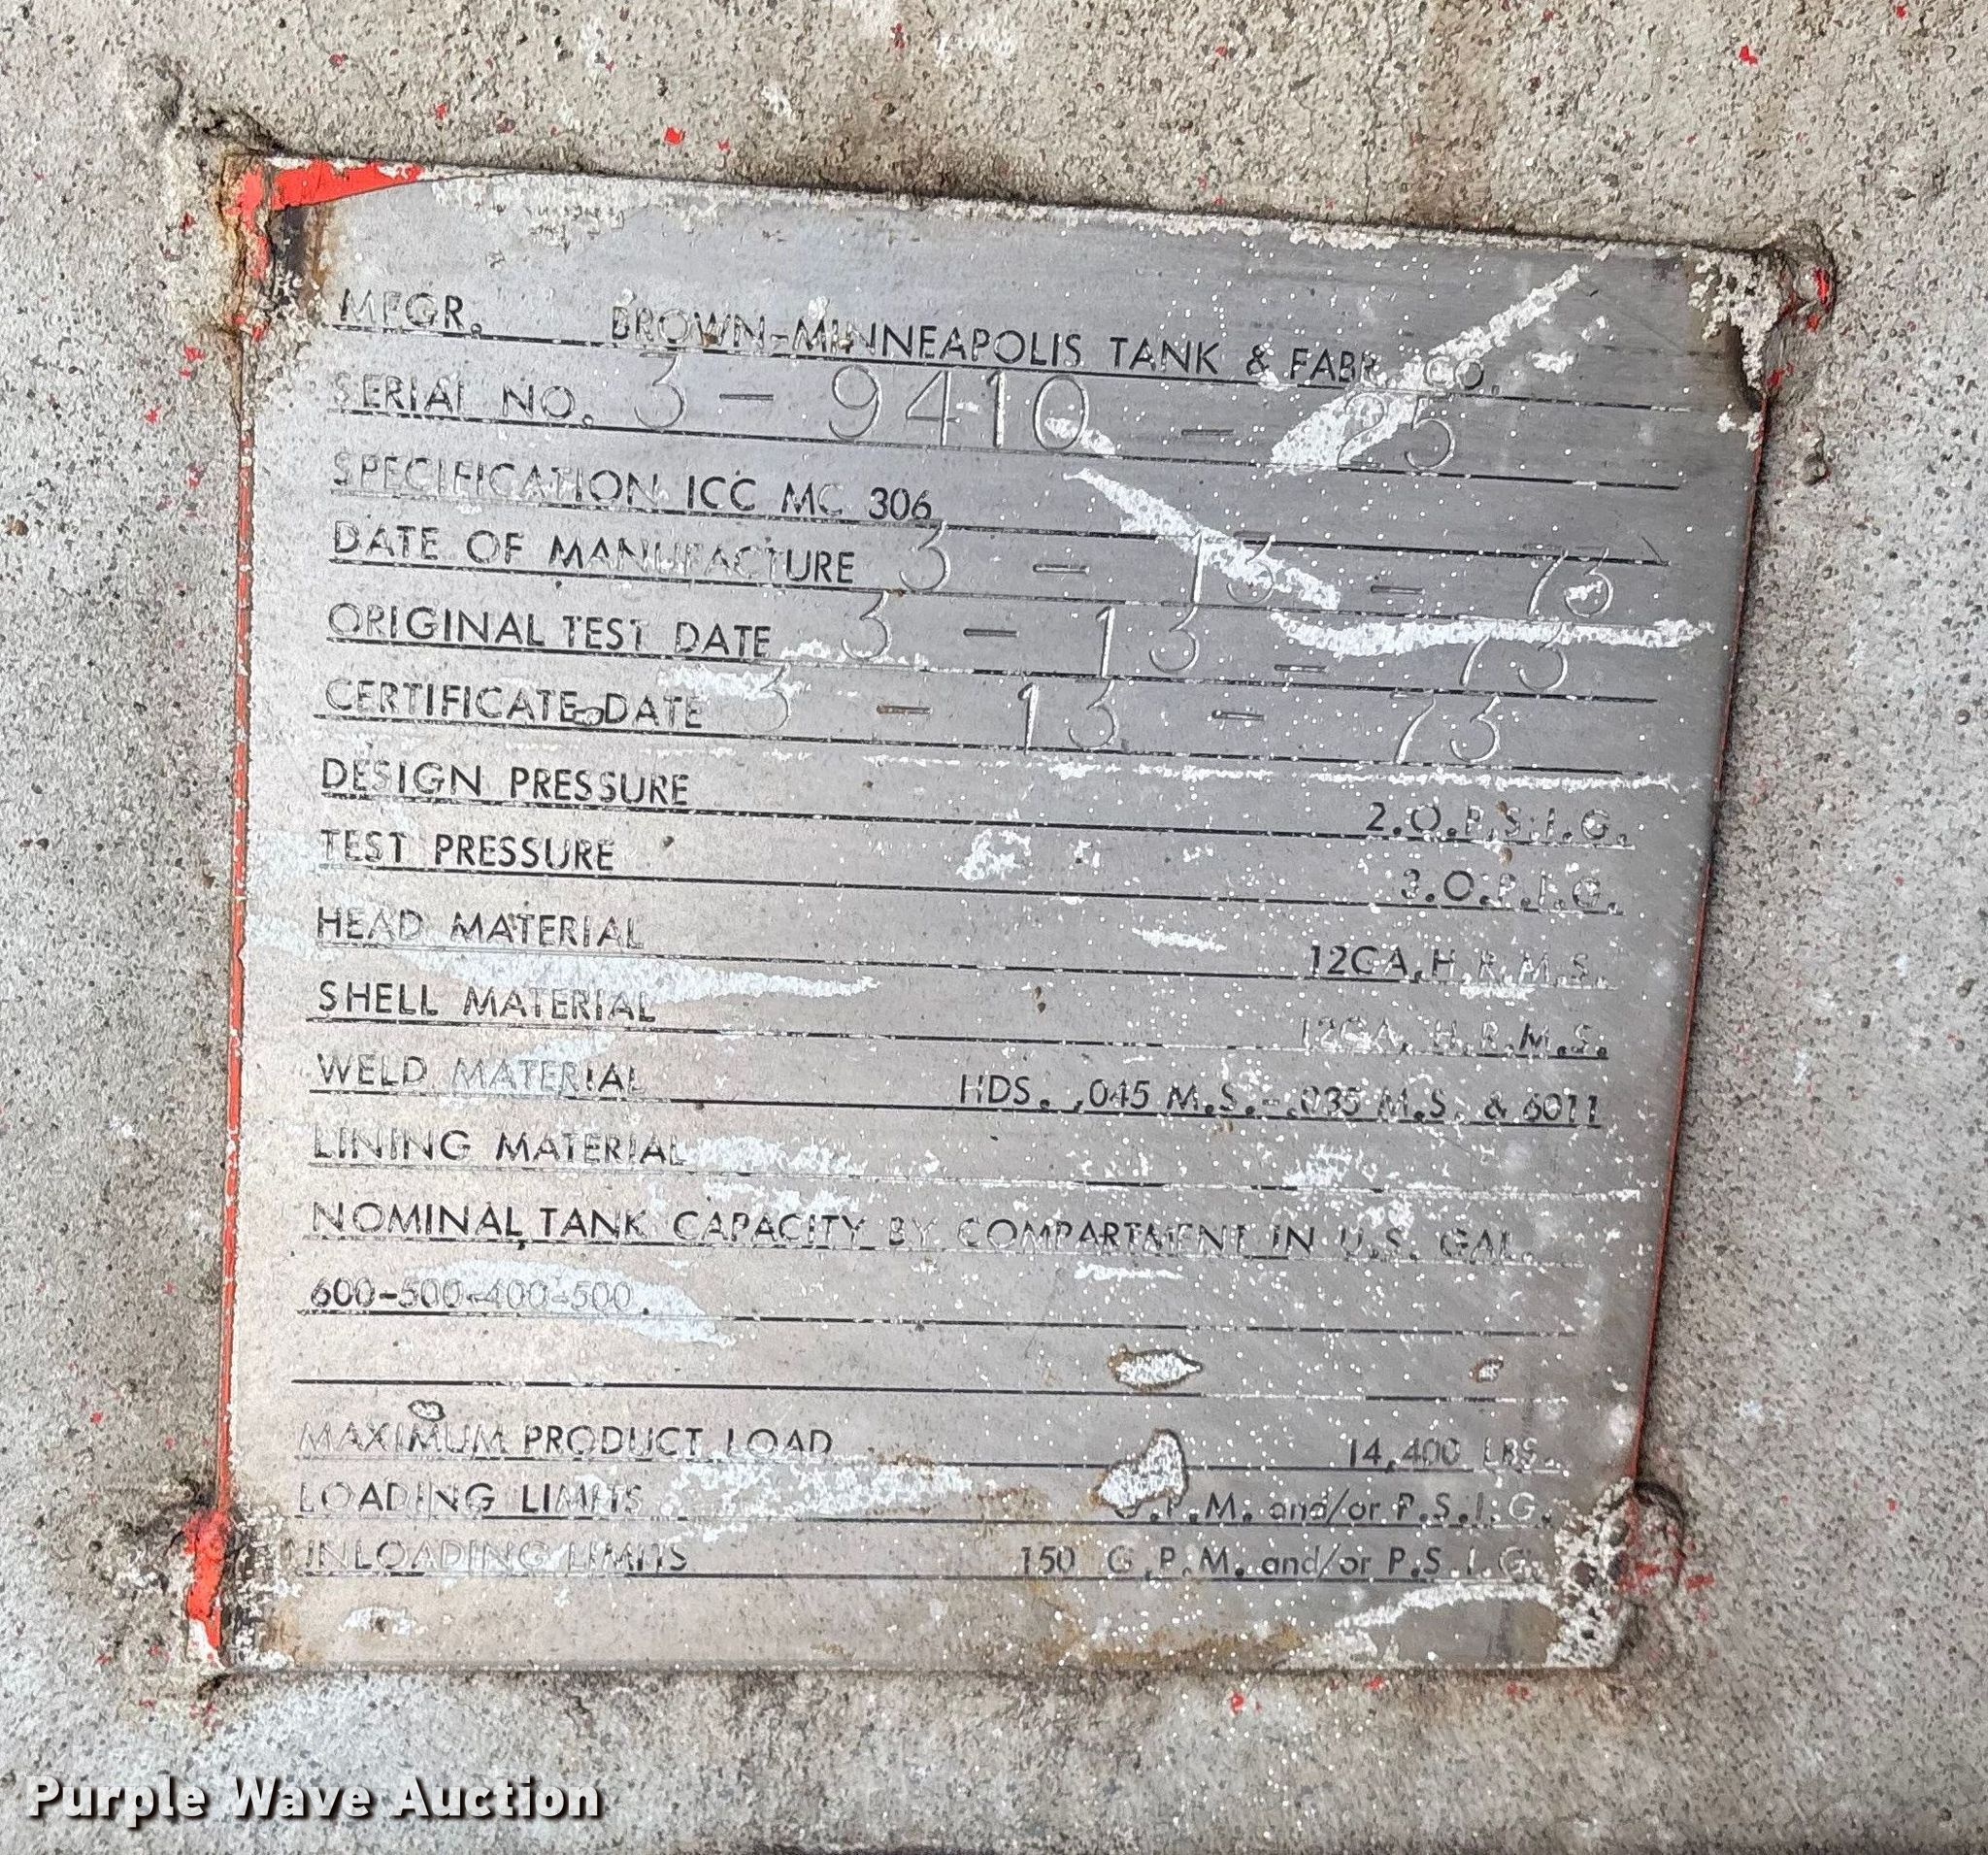 MFGR. BROWN-MINNEAPOLIS TANK & FABR. CO.
SERIAL NO. 3 - 9410 - 25
SPECIFICATION ICC MC 306
DATE OF MANUFACTURE 3 - 13 - 73
ORIGINAL TEST DATE 3 - 13 - 73
CERTIFICATE DATE 3 - 13 - 73
DESIGN PRESSURE 2.O.P.S.I.G.
TEST PRESSURE 3.O.P.I.G.
HEAD MATERIAL 12GA.H.R.M.S.
SHELL MATERIAL 12GA. H.R.M.S.
WELD MATERIAL HDS. .045 M.S.-.035 M.S. & 6011
LINING MATERIAL
NOMINAL TANK CAPACITY BY COMPARTMENT IN U.S. GAL.
600-500-400-500.
MAXIMUM PRODUCT LOAD 14,400 LBS.
LOADING LIMITS G.P.M. and/or P.S.I.G.
UNLOADING LIMITS 150 G.P.M. and/or P.S.I.G.
Purple Wave Auction